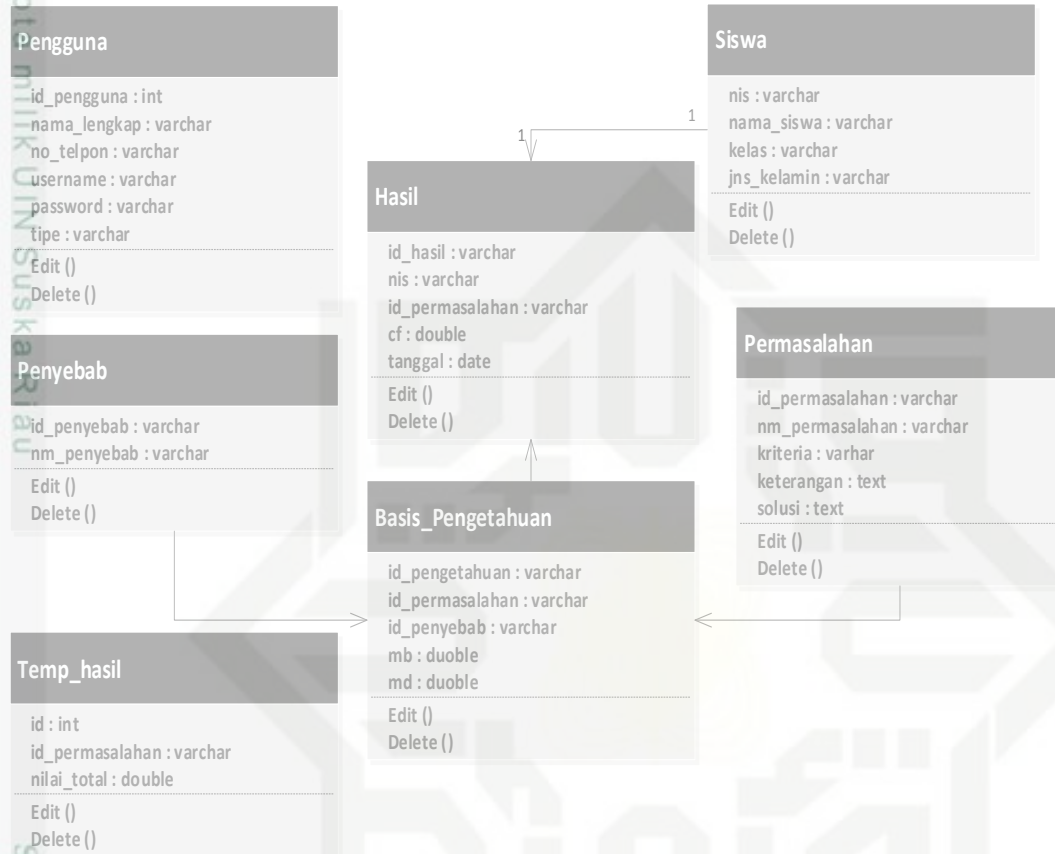 Pengguna
id_pengguna : int
nama_lengkap : varchar
no_telpon : varchar
username : varchar
password : varchar
tipe : varchar
Edit ()
Delete ()
Siswa
nis : varchar
nama_siswa : varchar
kelas : varchar
jns_kelamin : varchar
Edit ()
Delete ()
1
1
Hasil
id_hasil : varchar
nis : varchar
id_permasalahan : varchar
cf : double
tanggal : date
Edit ()
Delete ()
Penyebab
id_penyebab : varchar
nm_penyebab : varchar
Edit ()
Delete ()
Permasalahan
id_permasalahan : varchar
nm_permasalahan : varchar
kriteria : varhar
keterangan : text
solusi : text
Edit ()
Delete ()
Basis_Pengetahuan
id_pengetahuan : varchar
id_permasalahan : varchar
id_penyebab : varchar
mb : duoble
md : duoble
Edit ()
Delete ()
Temp_hasil
id : int
id_permasalahan : varchar
nilai_total : double
Edit ()
Delete ()
milik UIN Suska Riau